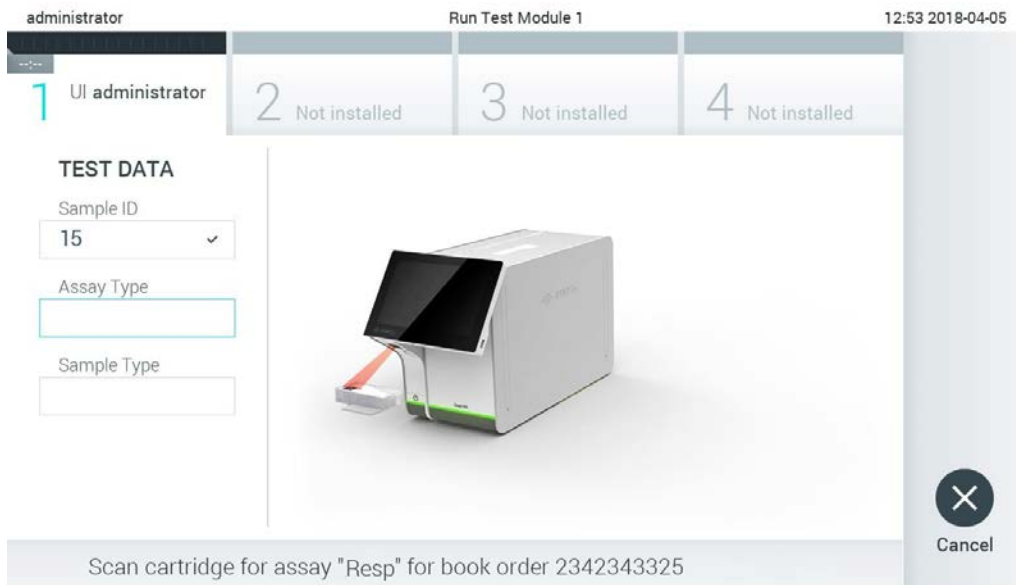 administrator
Run Test Module 1
12:53 2018-04-05
--:--
1 UI administrator
2 Not installed
3 Not installed
4 Not installed
TEST DATA
Sample ID
15
Assay Type
Sample Type
Cancel
Scan cartridge for assay "Resp" for book order 2342343325